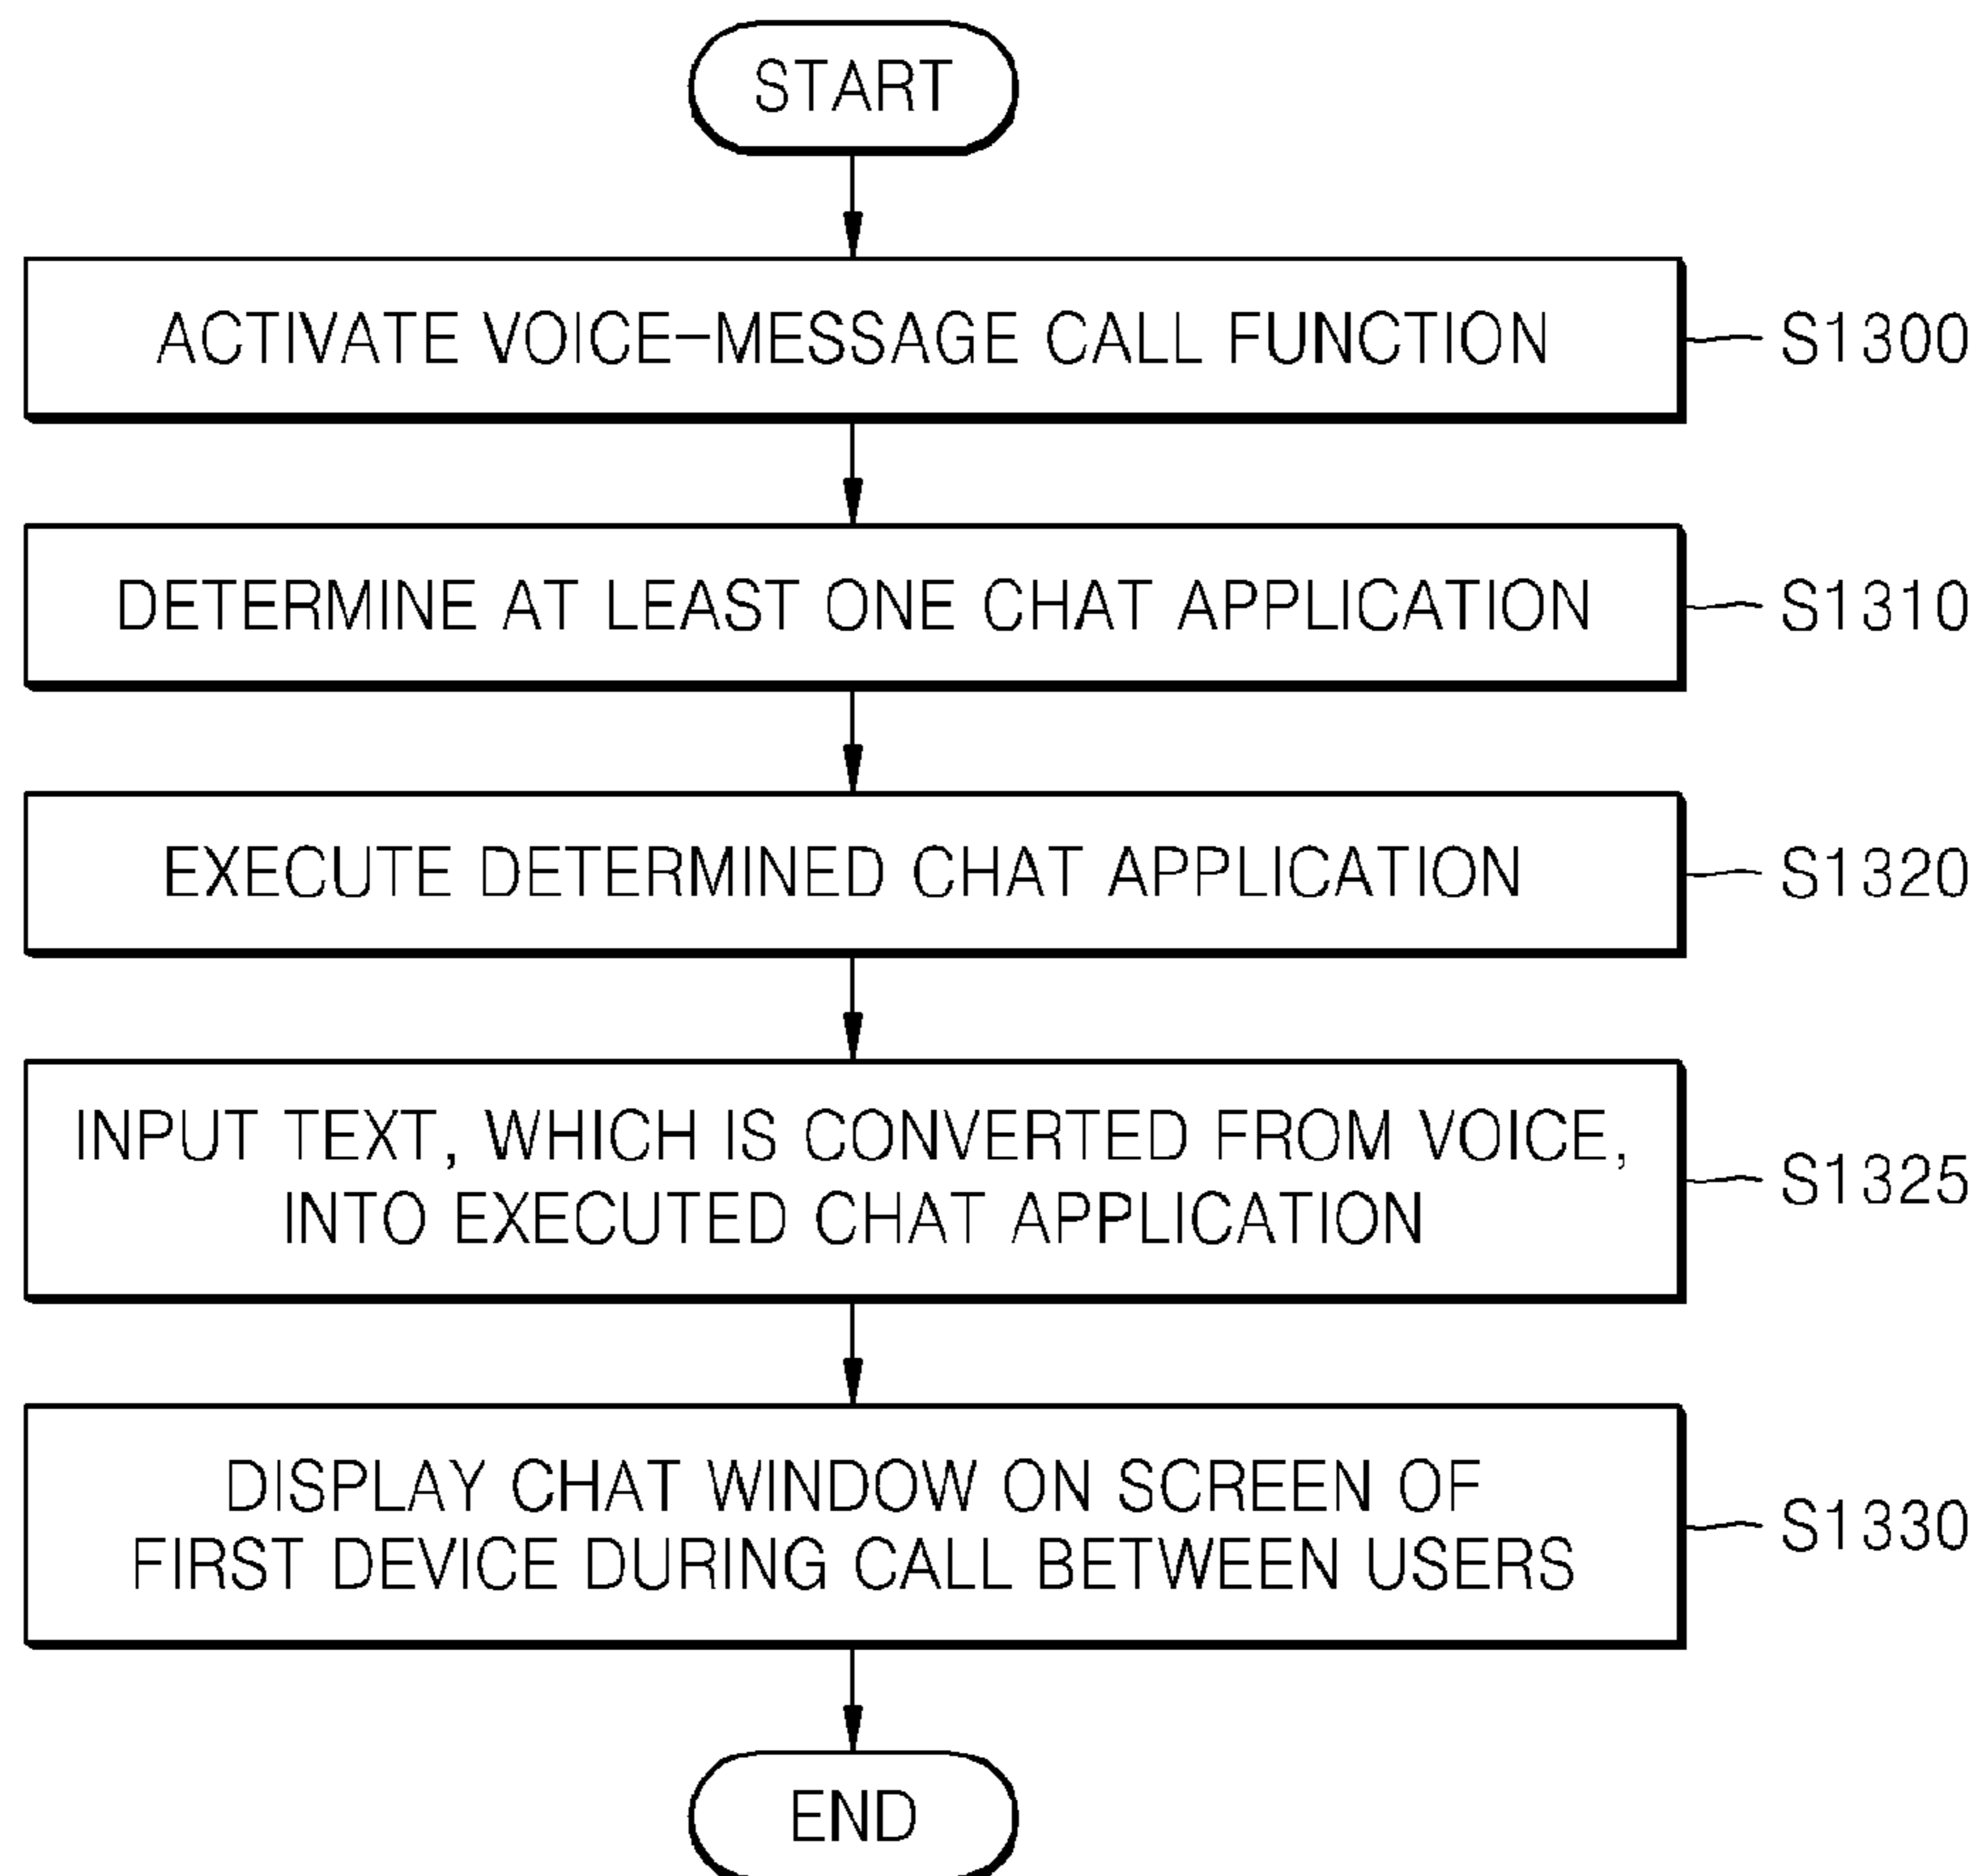 START
ACTIVATE VOICE-MESSAGE CALL FUNCTION
S1300
DETERMINE AT LEAST ONE CHAT APPLICATION
S1310
EXECUTE DETERMINED CHAT APPLICATION
S1320
INPUT TEXT, WHICH IS CONVERTED FROM VOICE,
INTO EXECUTED CHAT APPLICATION
S1325
DISPLAY CHAT WINDOW ON SCREEN OF
FIRST DEVICE DURING CALL BETWEEN USERS
S1330
END